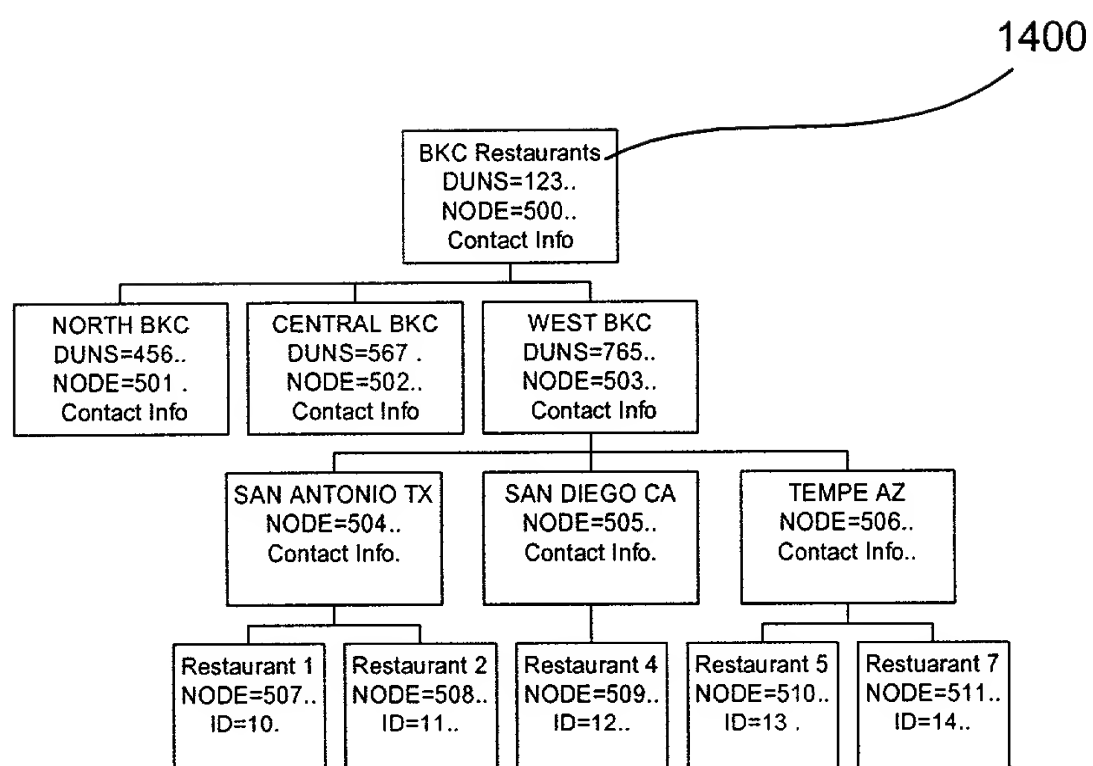 1400
BKC Restaurants
DUNS=123..
NODE=500..
Contact Info
NORTH BKC
DUNS=456..
NODE=501 .
Contact Info
CENTRAL BKC
DUNS=567 .
NODE=502..
Contact Info
WEST BKC
DUNS=765..
NODE=503..
Contact Info
SAN ANTONIO TX
NODE=504..
Contact Info.
SAN DIEGO CA
NODE=505..
Contact Info.
TEMPE AZ
NODE=506..
Contact Info..
Restaurant 1
NODE=507..
ID=10.
Restaurant 2
NODE=508..
ID=11..
Restaurant 4
NODE=509..
ID=12..
Restaurant 5
NODE=510..
ID=13 .
Restuarant 7
NODE=511..
ID=14..